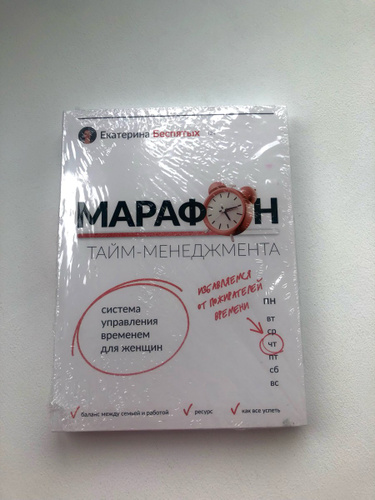 Екатерина Беспятых
МАРАФОН
ТАЙМ-МЕНЕДЖМЕНТА
система
управления
временем
для женщин
ИЗБАВЛЯЕМСЯ
ОТ ПОЖИРАТЕЛЕЙ
ВРЕМЕНИ
ПН
вт
ср
чт
пт
сб
вс
баланс между семьей и работой
ресурс
как все успеть